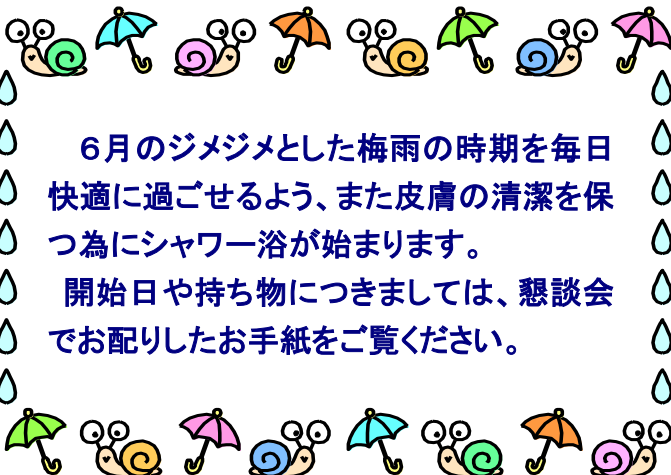 ６月のジメジメとした梅雨の時期を毎日
快適に過ごせるよう、また皮膚の清潔を保
つ為にシャワー浴が始まります。
　開始日や持ち物につきましては、懇談会
でお配りしたお手紙をご覧ください。